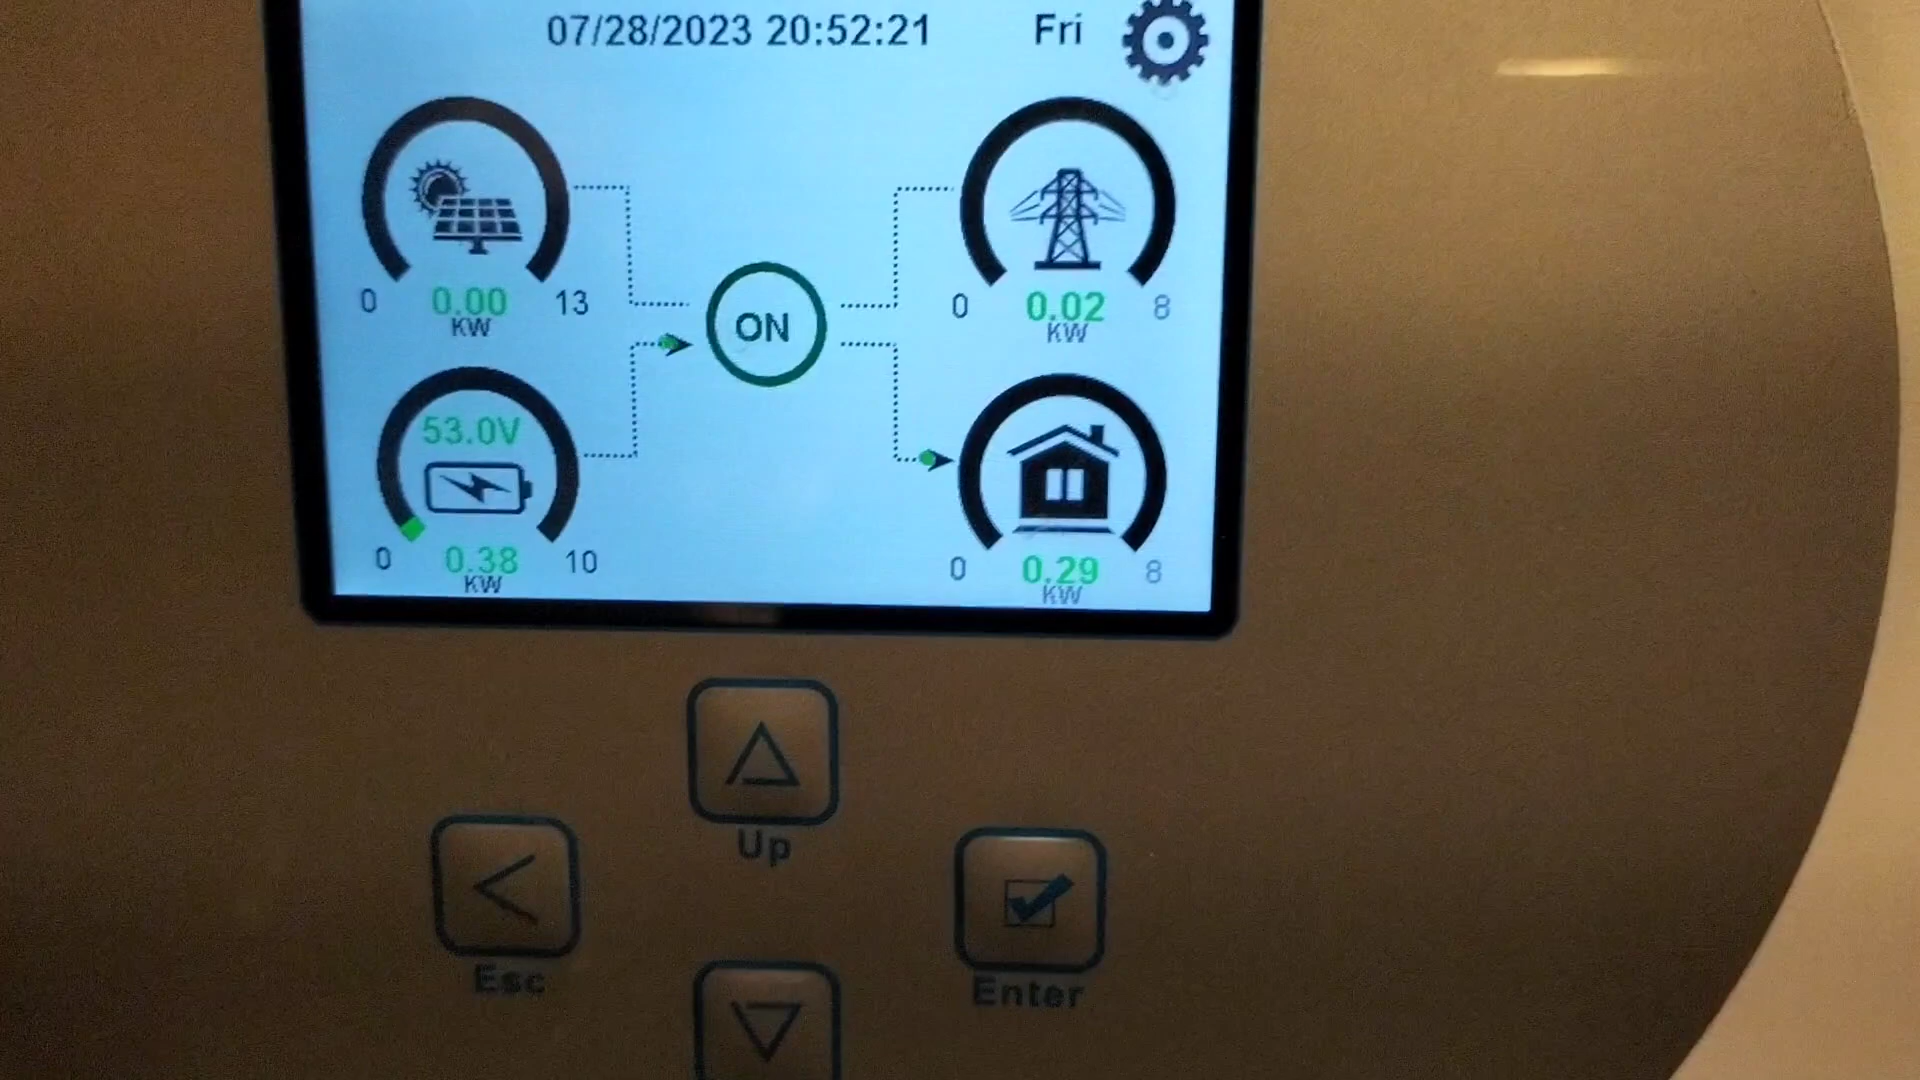 07/28/2023 20:52:21 Fri
0 0.00 13
KW
0 0.02 8
KW
ON
53.0V
0 0.38 10
KW
0 0.29 8
KW
Up
Esc
Enter